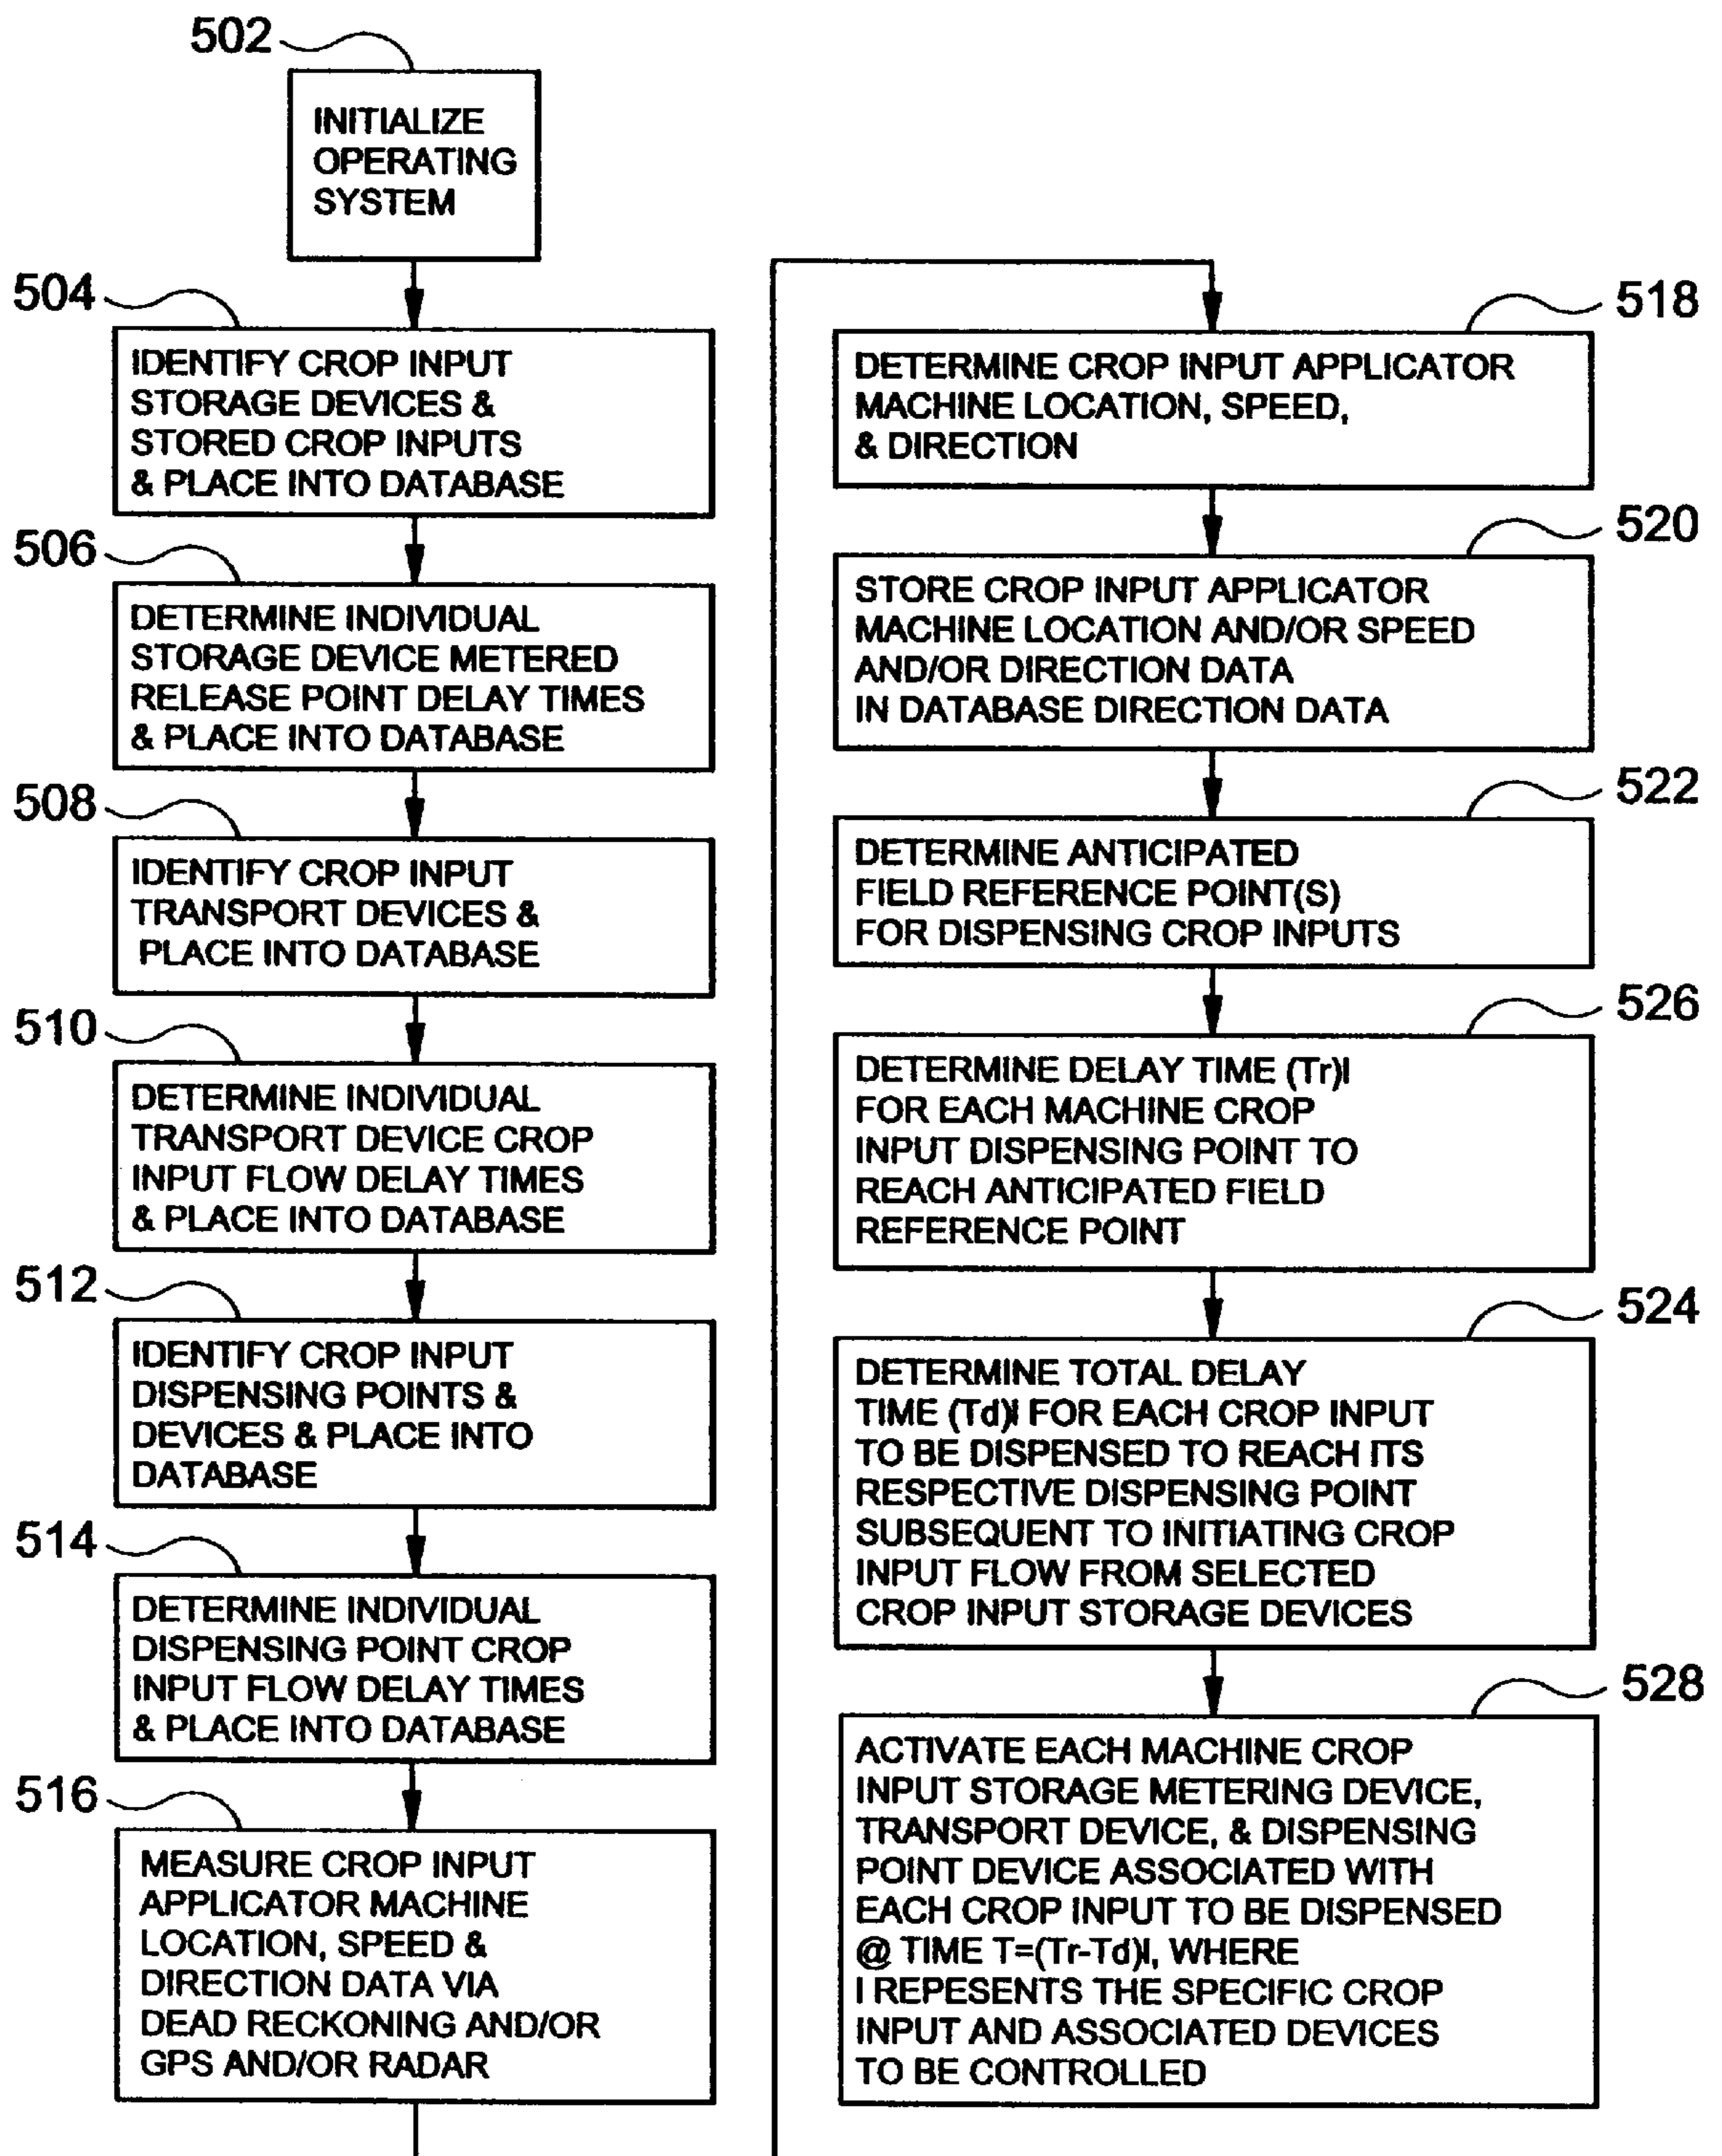 502
INITIALIZE
OPERATING
SYSTEM
504
IDENTIFY CROP INPUT
STORAGE DEVICES &
STORED CROP INPUTS
& PLACE INTO DATABASE
506
DETERMINE INDIVIDUAL
STORAGE DEVICE METERED
RELEASE POINT DELAY TIMES
& PLACE INTO DATABASE
508
IDENTIFY CROP INPUT
TRANSPORT DEVICES &
PLACE INTO DATABASE
510
DETERMINE INDIVIDUAL
TRANSPORT DEVICE CROP
INPUT FLOW DELAY TIMES
& PLACE INTO DATABASE
512
IDENTIFY CROP INPUT
DISPENSING POINTS &
DEVICES & PLACE INTO
DATABASE
514
DETERMINE INDIVIDUAL
DISPENSING POINT CROP
INPUT FLOW DELAY TIMES
& PLACE INTO DATABASE
516
MEASURE CROP INPUT
APPLICATOR MACHINE
LOCATION, SPEED &
DIRECTION DATA VIA
DEAD RECKONING AND/OR
GPS AND/OR RADAR
518
DETERMINE CROP INPUT APPLICATOR
MACHINE LOCATION, SPEED,
& DIRECTION
520
STORE CROP INPUT APPLICATOR
MACHINE LOCATION AND/OR SPEED
AND/OR DIRECTION DATA
IN DATABASE DIRECTION DATA
522
DETERMINE ANTICIPATED
FIELD REFERENCE POINT(S)
FOR DISPENSING CROP INPUTS
526
DETERMINE DELAY TIME (Tr)I
FOR EACH MACHINE CROP
INPUT DISPENSING POINT TO
REACH ANTICIPATED FIELD
REFERENCE POINT
524
DETERMINE TOTAL DELAY
TIME (Td)I FOR EACH CROP INPUT
TO BE DISPENSED TO REACH ITS
RESPECTIVE DISPENSING POINT
SUBSEQUENT TO INITIATING CROP
INPUT FLOW FROM SELECTED
CROP INPUT STORAGE DEVICES
528
ACTIVATE EACH MACHINE CROP
INPUT STORAGE METERING DEVICE,
TRANSPORT DEVICE, & DISPENSING
POINT DEVICE ASSOCIATED WITH
EACH CROP INPUT TO BE DISPENSED
@ TIME T=(Tr-Td)I, WHERE
I REPESENTS THE SPECIFIC CROP
INPUT AND ASSOCIATED DEVICES
TO BE CONTROLLED